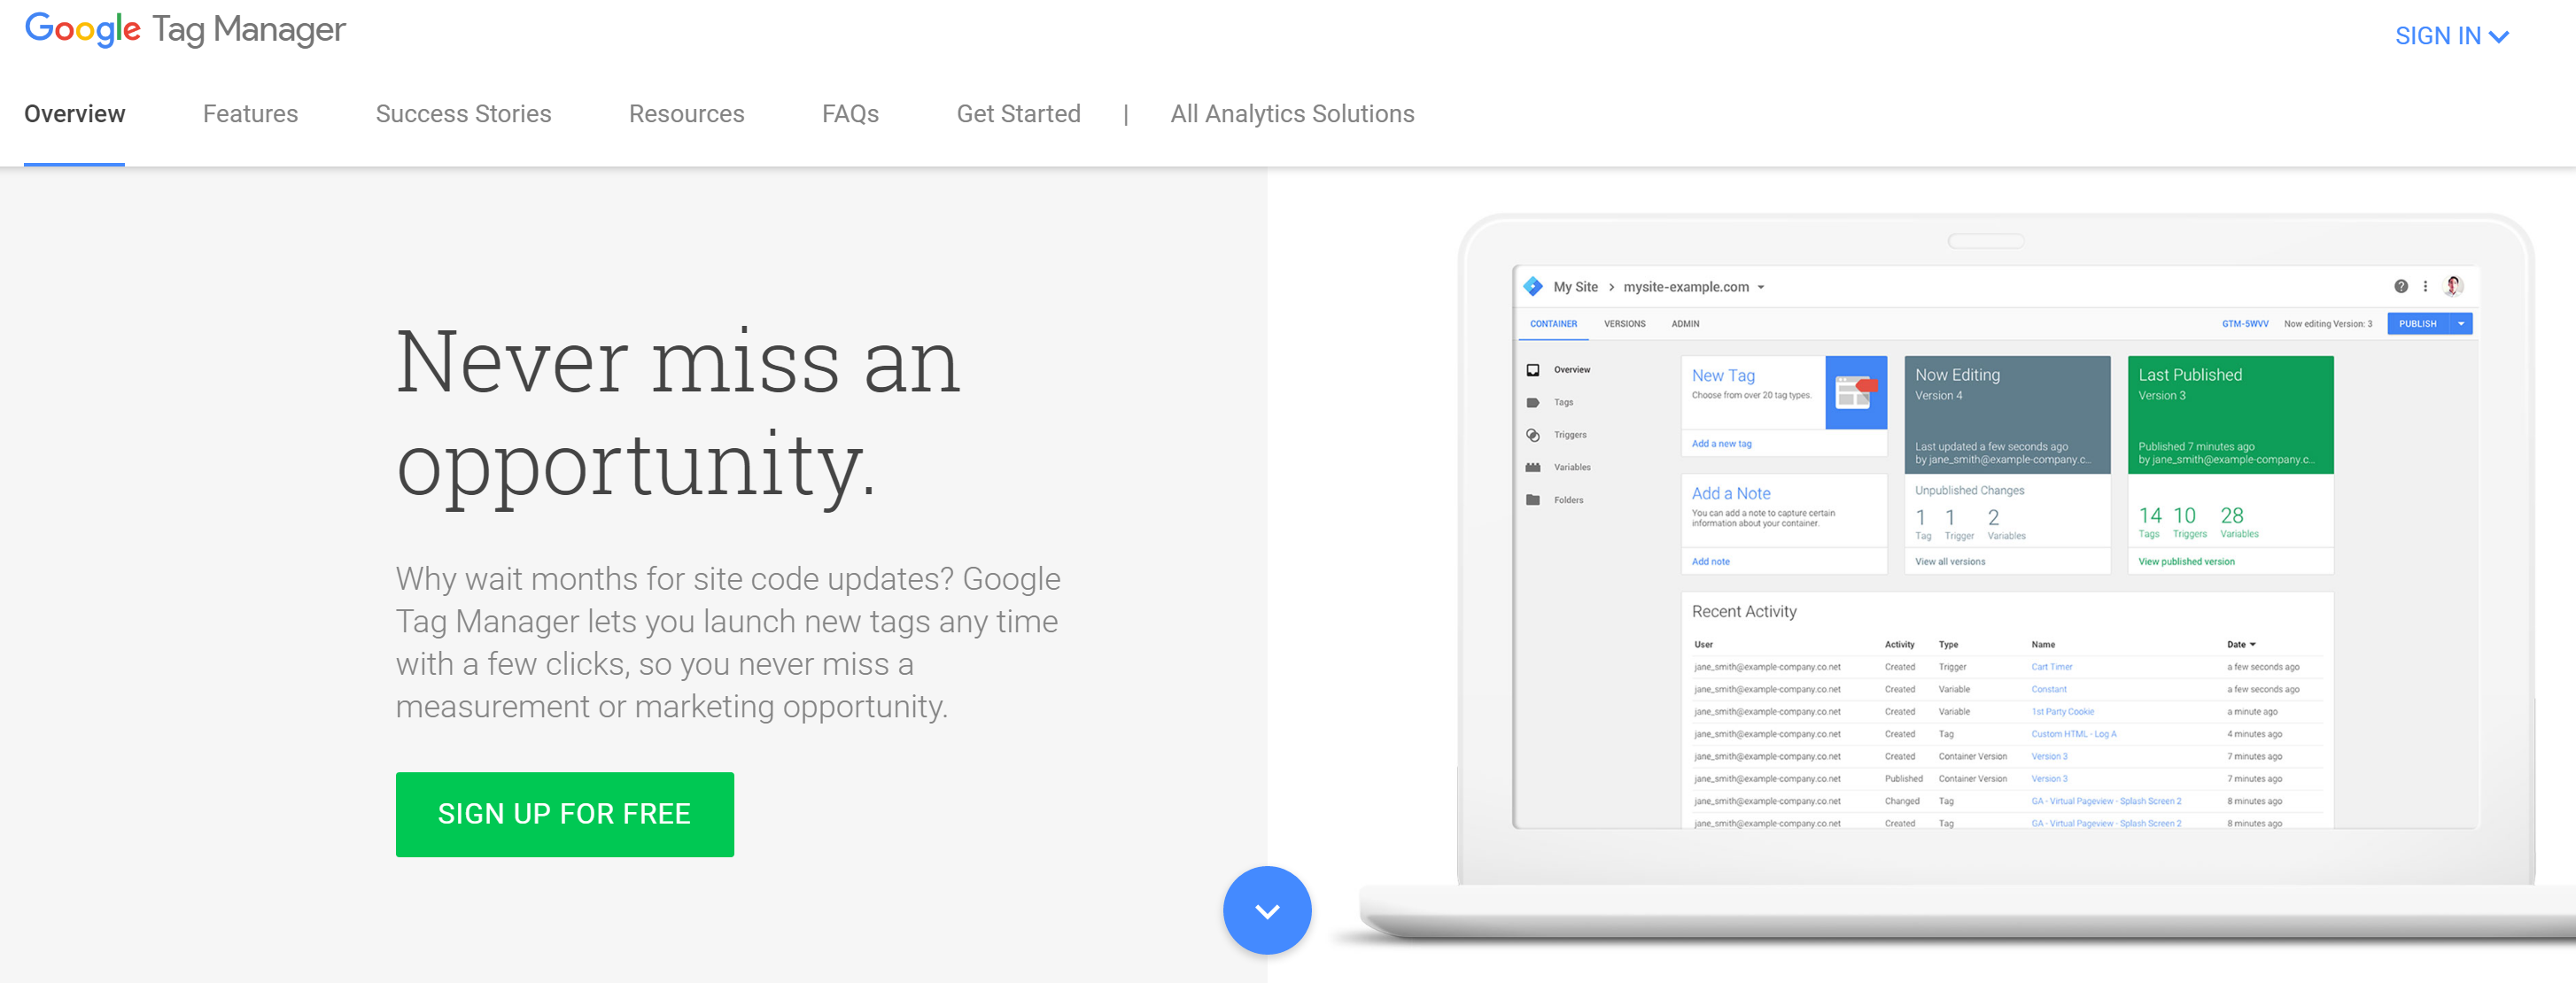 Google Tag Manager
SIGN IN
Overview Features Success Stories Resources FAQs Get Started | All Analytics Solutions
Never miss an
opportunity.
Why wait months for site code updates? Google
Tag Manager lets you launch new tags any time
with a few clicks, so you never miss a
measurement or marketing opportunity.
SIGN UP FOR FREE
My Site > mysite-example.com
CONTAINER VERSIONS ADMIN GTM-5WVV Now editing Version: 3 PUBLISH
Overview
Tags
Triggers
Variables
Folders
New Tag
Choose from over 20 tag types.
Add a new tag
Add a Note
You can add a note to capture certain
information about your container.
Add note
Now Editing
Version 4
Last updated a few seconds ago
by jane_smith@example-company.c...
Unpublished Changes
1 1 2
Tag Trigger Variables
View all versions
Last Published
Version 3
Published 7 minutes ago
by jane_smith@example-company.c...
14 10 28
Tags Triggers Variables
View published version
Recent Activity
User Activity Type Name Date
jane_smith@example-company.co.net Created Trigger Cart Timer a few seconds ago
jane_smith@example-company.co.net Created Variable Constant a few seconds ago
jane_smith@example-company.co.net Created Variable 1st Party Cookie a minute ago
jane_smith@example-company.co.net Created Tag Custom HTML - Log A 4 minutes ago
jane_smith@example-company.co.net Created Container Version Version 3 7 minutes ago
jane_smith@example-company.co.net Published Container Version Version 3 7 minutes ago
jane_smith@example-company.co.net Changed Tag GA - Virtual Pageview - Splash Screen 2 8 minutes ago
jane_smith@example-company.co.net Created Tag GA - Virtual Pageview - Splash Screen 2 8 minutes ago